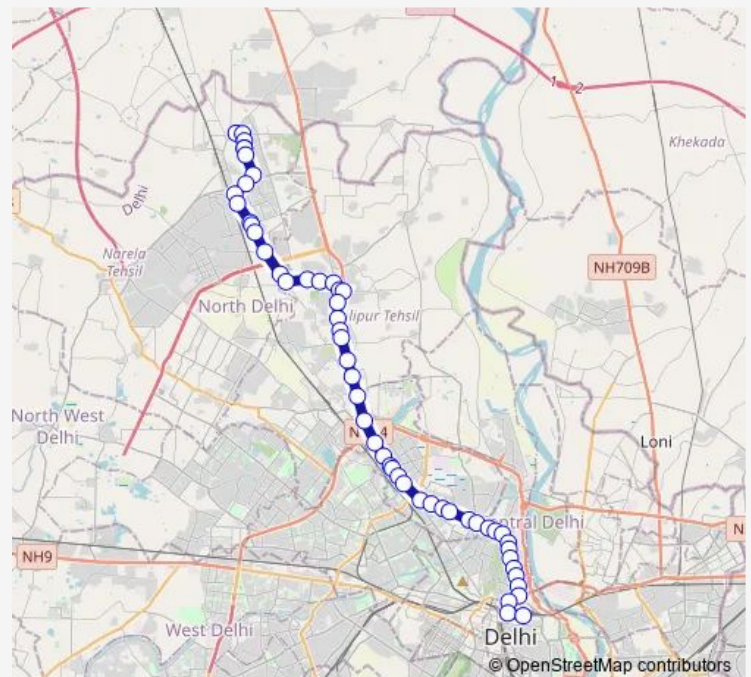 1
2
Khekada
Delhi
Narela
Tehsil
NH709B
North Delhi
lipur Tehsil
North West
Delhi
Loni
ntral Delhi
NH9
West Delhi
Delhi
© OpenStreetMap contributors